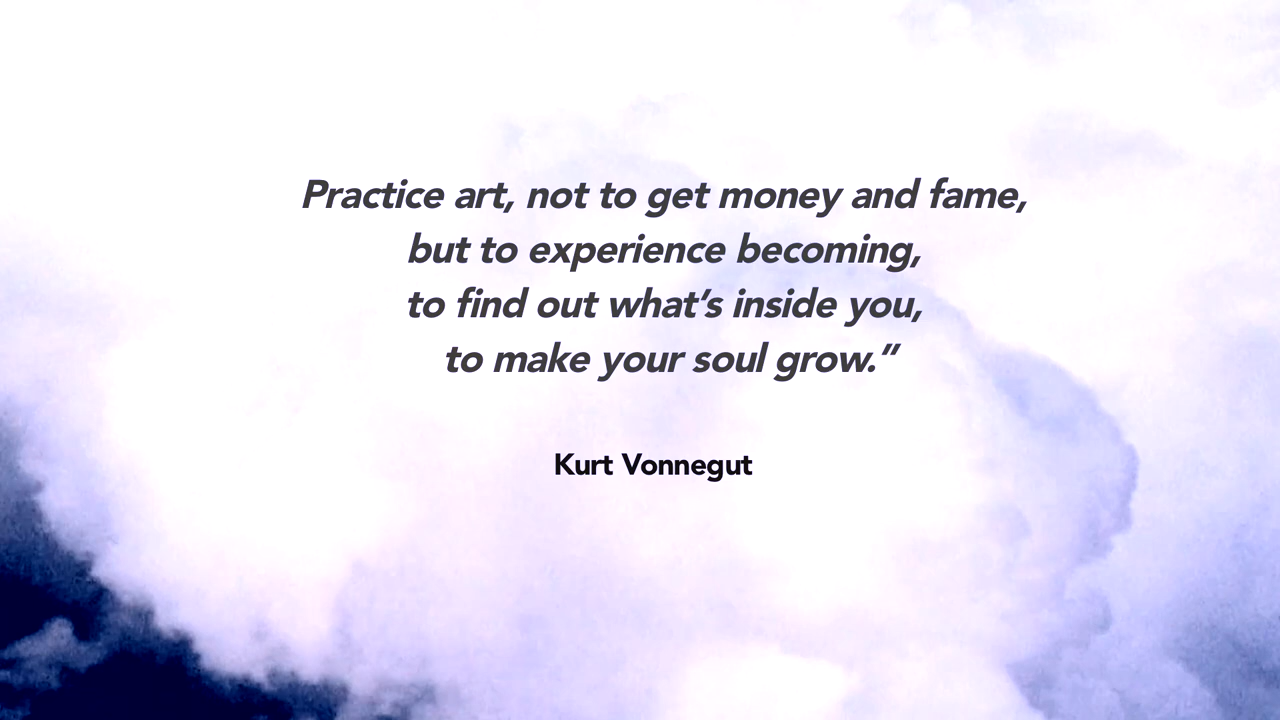 Practice art, not to get money and fame,
but to experience becoming,
to find out what’s inside you,
to make your soul grow.”
Kurt Vonnegut